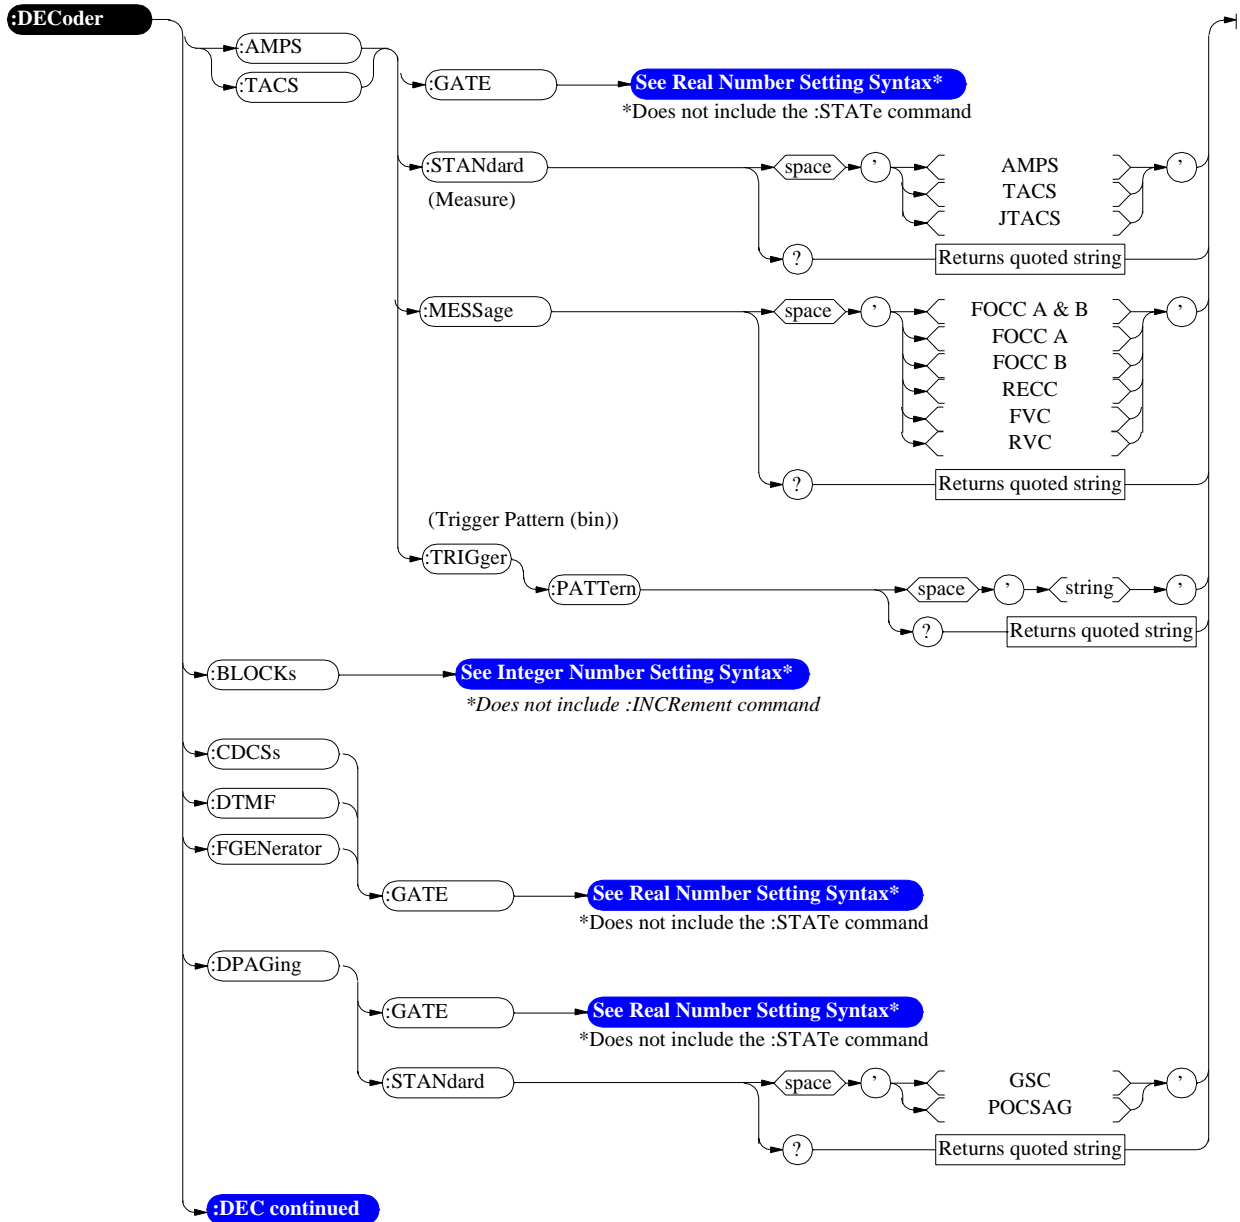 :DECoder
:AMPS
:TACS
:GATE
See Real Number Setting Syntax*
*Does not include the :STATe command
:STANdard
(Measure)
space
’
AMPS
TACS
JTACS
’
?
Returns quoted string
:MESSage
space
’
FOCC A & B
FOCC A
FOCC B
RECC
FVC
RVC
’
?
Returns quoted string
(Trigger Pattern (bin))
:TRIGger
:PATTern
space
’
string
’
?
Returns quoted string
:BLOCKs
See Integer Number Setting Syntax*
*Does not include :INCRement command
:CDCSs
:DTMF
:FGENerator
:GATE
See Real Number Setting Syntax*
*Does not include the :STATe command
:DPAGing
:GATE
See Real Number Setting Syntax*
*Does not include the :STATe command
:STANdard
space
’
GSC
POCSAG
’
?
Returns quoted string
:DEC continued